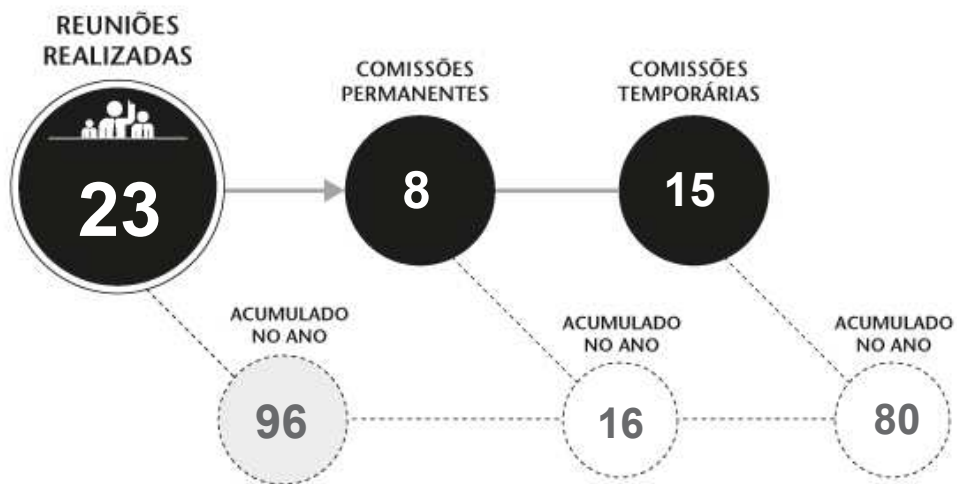 REUNIÕES
REALIZADAS
23
COMISSÕES
PERMANENTES
8
COMISSÕES
TEMPORÁRIAS
15
ACUMULADO
NO ANO
96
ACUMULADO
NO ANO
16
ACUMULADO
NO ANO
80